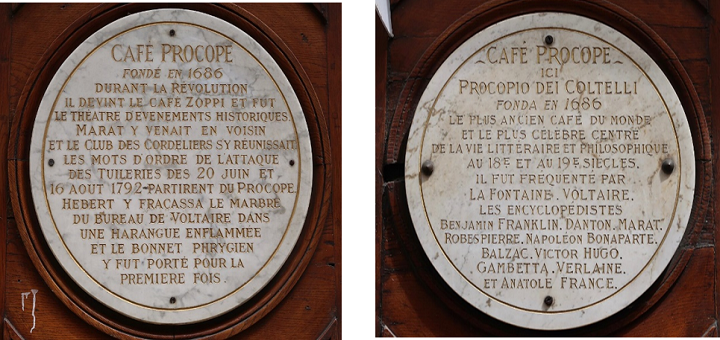 CAFÉ PROCOPE
FONDÉ EN 1686
DURANT LA RÉVOLUTION
IL DEVINT LE CAFÉ ZOPPI ET FUT
LE THÉATRE D'ÉVENEMENTS HISTORIQUES.
MARAT Y VENAIT EN VOISIN
ET LE CLUB DES CORDELIERS S'Y RÉUNISSAIT
LES MOTS D'ORDRE DE L'ATTAQUE
DES TUILERIES DES 20 JUIN ET
16 AOUT 1792-PARTIRENT DU PROCOPE.
HEBERT Y FRACASSA LE MARBRE
DU BUREAU DE VOLTAIRE DANS
UNE HARANGUE ENFLAMMÉE
ET LE BONNET PHRYGIEN
Y FUT PORTÉ POUR LA
PREMIERE FOIS.
CAFÉ PROCOPE
ICI
PROCOPIO DEI COLTELLI
FONDA EN 1686
LE PLUS ANCIEN CAFÉ DU MONDE
ET LE PLUS CÉLEBRE CENTRE
DE LA VIE LITTÉRAIRE ET PHILOSOPHIQUE
AU 18E ET AU 19E SIECLES.
IL FUT FRÉQUENTÉ PAR
LA FONTAINE, VOLTAIRE,
LES ENCYCLOPÉDISTES
BENJAMIN FRANKLIN, DANTON, MARAT,
ROBESPIERRE, NAPOLÉON BONAPARTE,
BALZAC, VICTOR HUGO,
GAMBETTA, VERLAINE,
ET ANATOLE FRANCE.